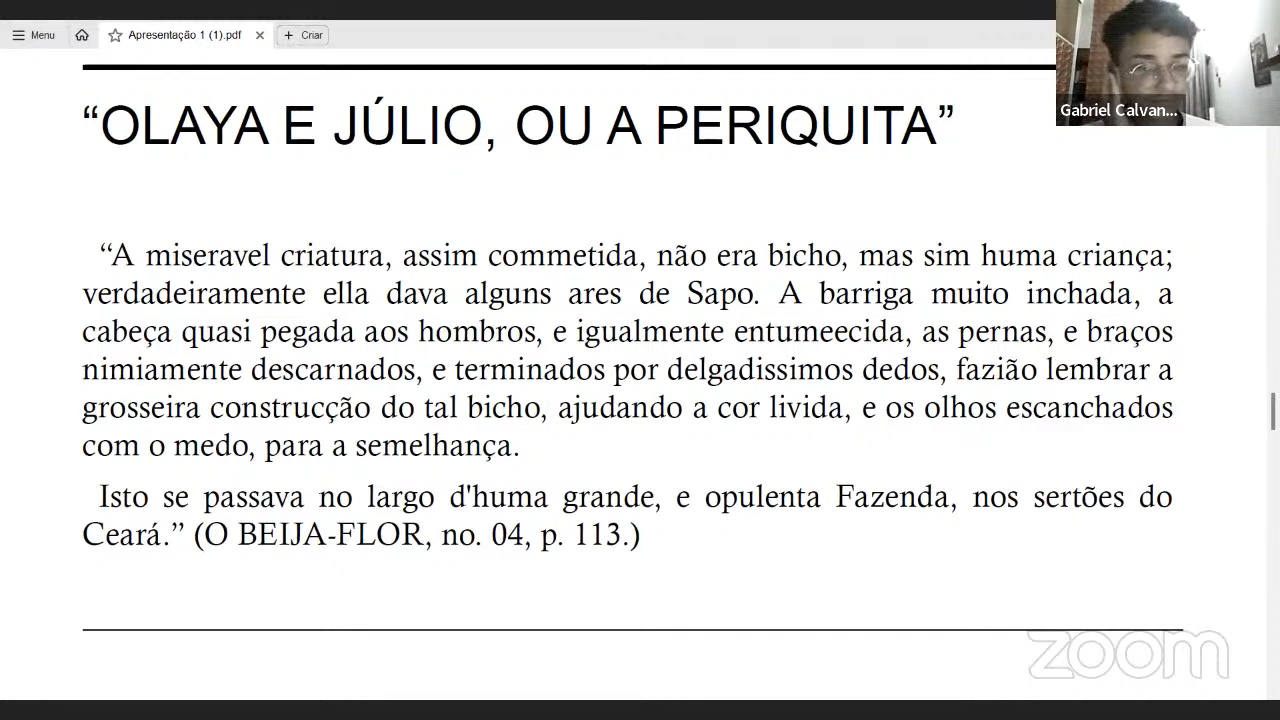 Menu
Apresentação 1 (1).pdf
Criar
Gabriel Calvan...
“OLAYA E JÚLIO, OU A PERIQUITA”
“A miseravel criatura, assim commetida, não era bicho, mas sim huma criança;
verdadeiramente ella dava alguns ares de Sapo. A barriga muito inchada, a
cabeça quasi pegada aos hombros, e igualmente entumeecida, as pernas, e braços
nimiamente descarnados, e terminados por delgadissimos dedos, fazião lembrar a
grosseira construcção do tal bicho, ajudando a cor livida, e os olhos escanchados
com o medo, para a semelhança.
Isto se passava no largo d'huma grande, e opulenta Fazenda, nos sertões do
Ceará.” (O BEIJA-FLOR, no. 04, p. 113.)
zoom